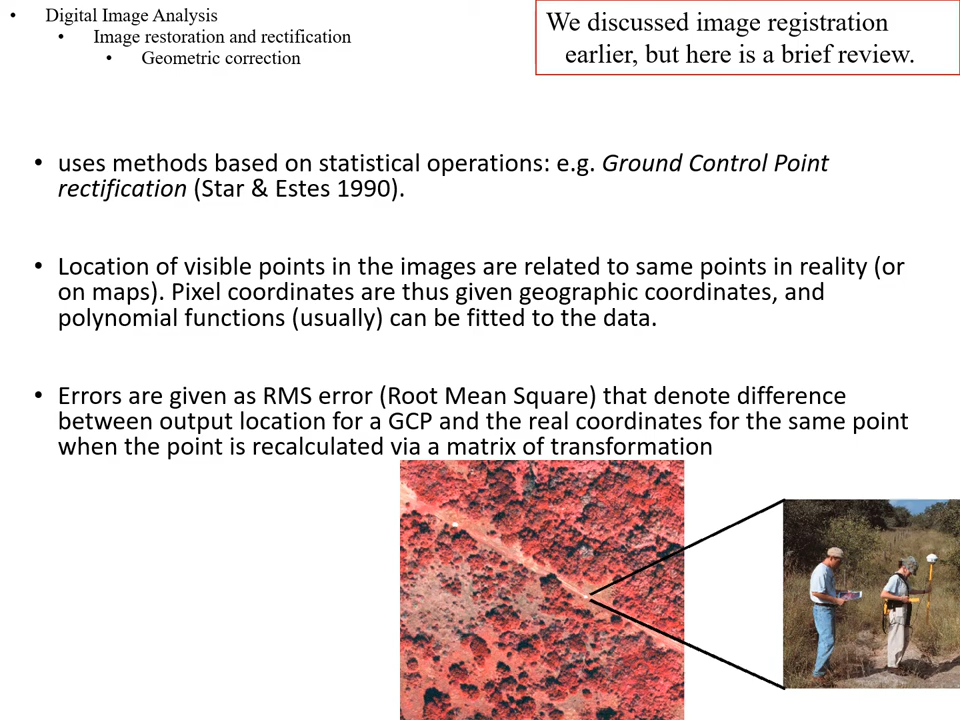 • Digital Image Analysis
• Image restoration and rectification
• Geometric correction
We discussed image registration
earlier, but here is a brief review.
• uses methods based on statistical operations: e.g. Ground Control Point
rectification (Star & Estes 1990).
• Location of visible points in the images are related to same points in reality (or
on maps). Pixel coordinates are thus given geographic coordinates, and
polynomial functions (usually) can be fitted to the data.
• Errors are given as RMS error (Root Mean Square) that denote difference
between output location for a GCP and the real coordinates for the same point
when the point is recalculated via a matrix of transformation